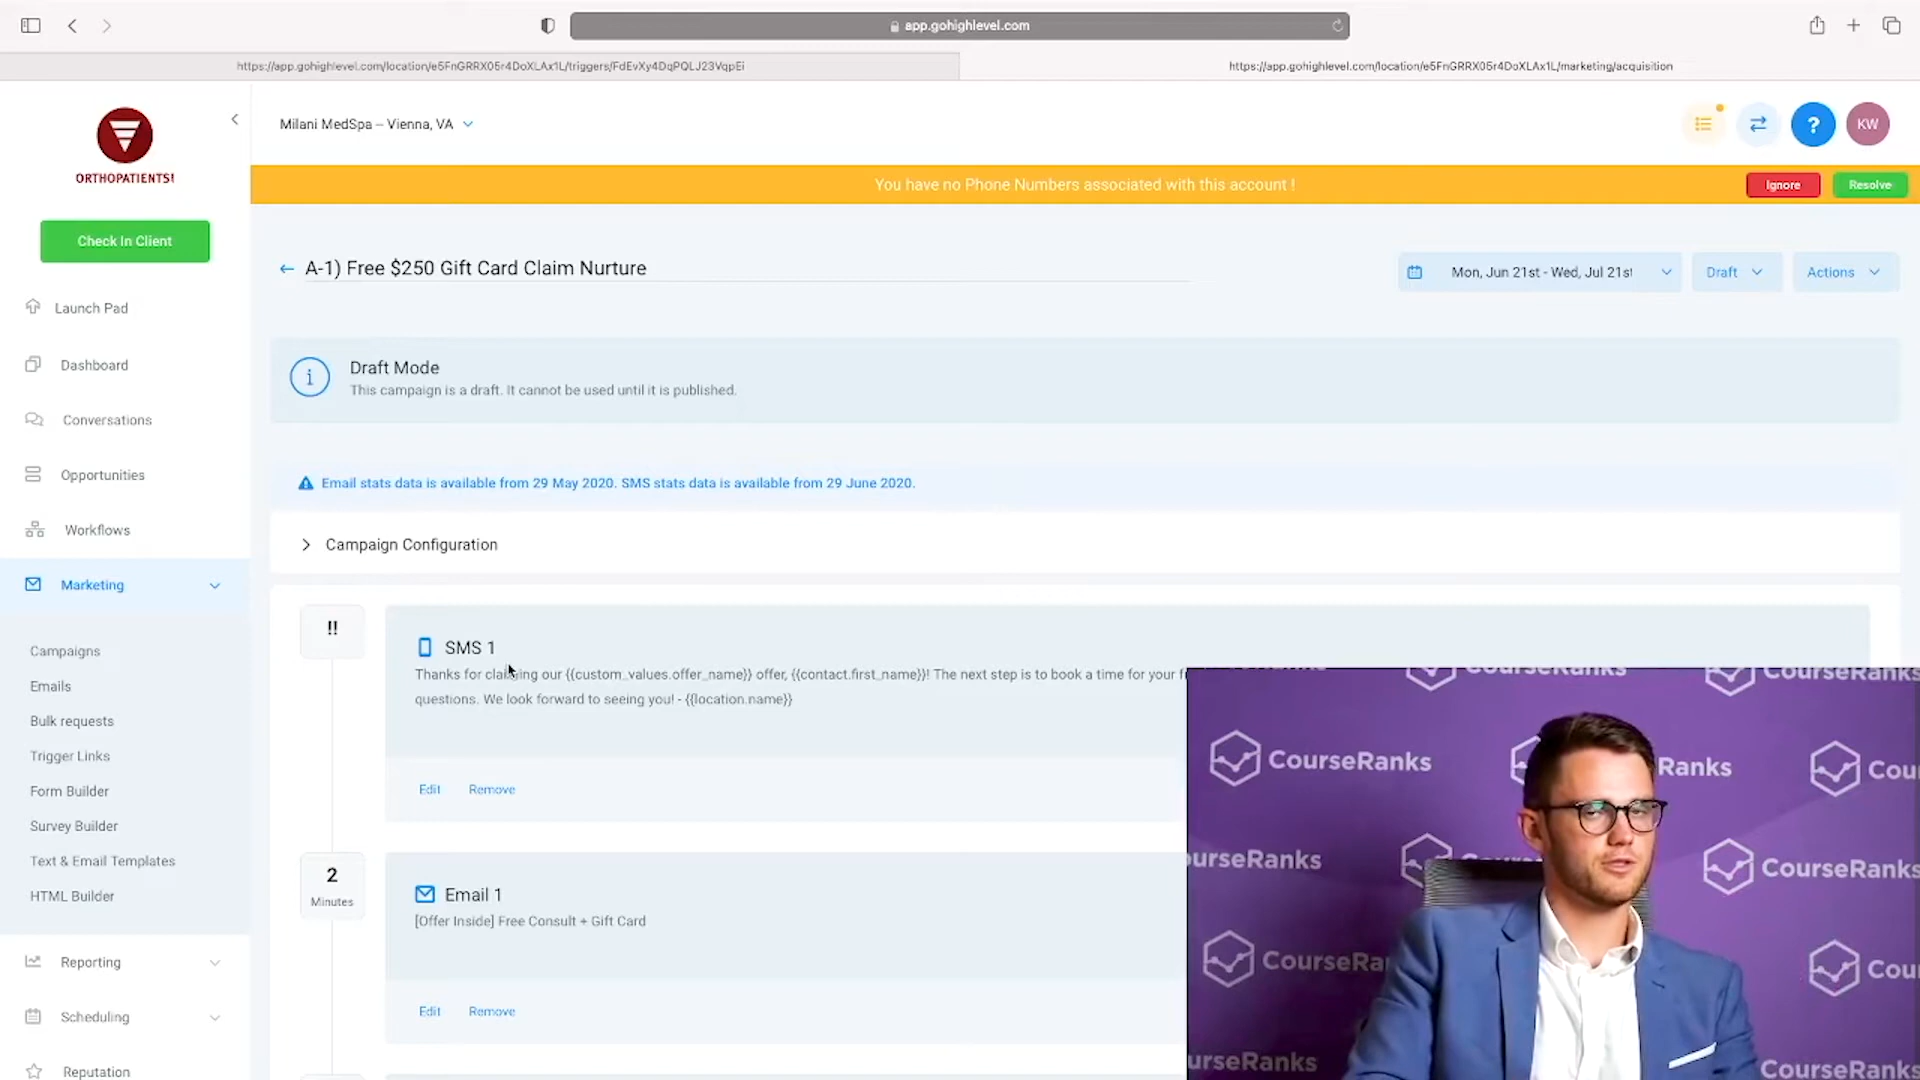 app.gohighlevel.com
https://app.gohighlevel.com/location/e5FnGRRX05r4DoXLAx1L/triggers/FdEvXy4DqPQLJ23VqpEi
https://app.gohighlevel.com/location/e5FnGRRX05r4DoXLAx1L/marketing/acquisition
ORTHOPATIENTS!
Milani MedSpa – Vienna, VA
?
KW
You have no Phone Numbers associated with this account !
Ignore
Resolve
Check In Client
Launch Pad
Dashboard
Conversations
Opportunities
Workflows
Marketing
Campaigns
Emails
Bulk requests
Trigger Links
Form Builder
Survey Builder
Text & Email Templates
HTML Builder
Reporting
Scheduling
Reputation
A-1) Free $250 Gift Card Claim Nurture
Mon, Jun 21st - Wed, Jul 21st
Draft
Actions
Draft Mode
This campaign is a draft. It cannot be used until it is published.
Email stats data is available from 29 May 2020. SMS stats data is available from 29 June 2020.
Campaign Configuration
!!
SMS 1
Thanks for claiming our {{custom_values.offer_name}} offer, {{contact.first_name}}! The next step is to book a time for your f
questions. We look forward to seeing you! - {{location.name}}
Edit Remove
2
Minutes
Email 1
[Offer Inside] Free Consult + Gift Card
Edit Remove
CourseRanks
CourseRanks
CourseRanks Ranks Cou
urseRanks CourseRanks
CourseRa Cou
urseRanks CourseRanks